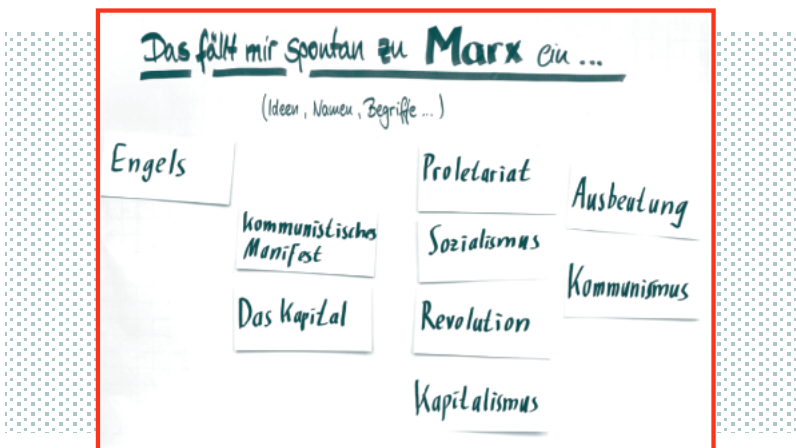 Das fällt mir spontan zu Marx ein ...
(Ideen, Namen, Begriffe ...)
Engels
Kommunistisches
Manifest
Das Kapital
Proletariat
Sozialismus
Revolution
Kapitalismus
Ausbeutung
Kommunismus